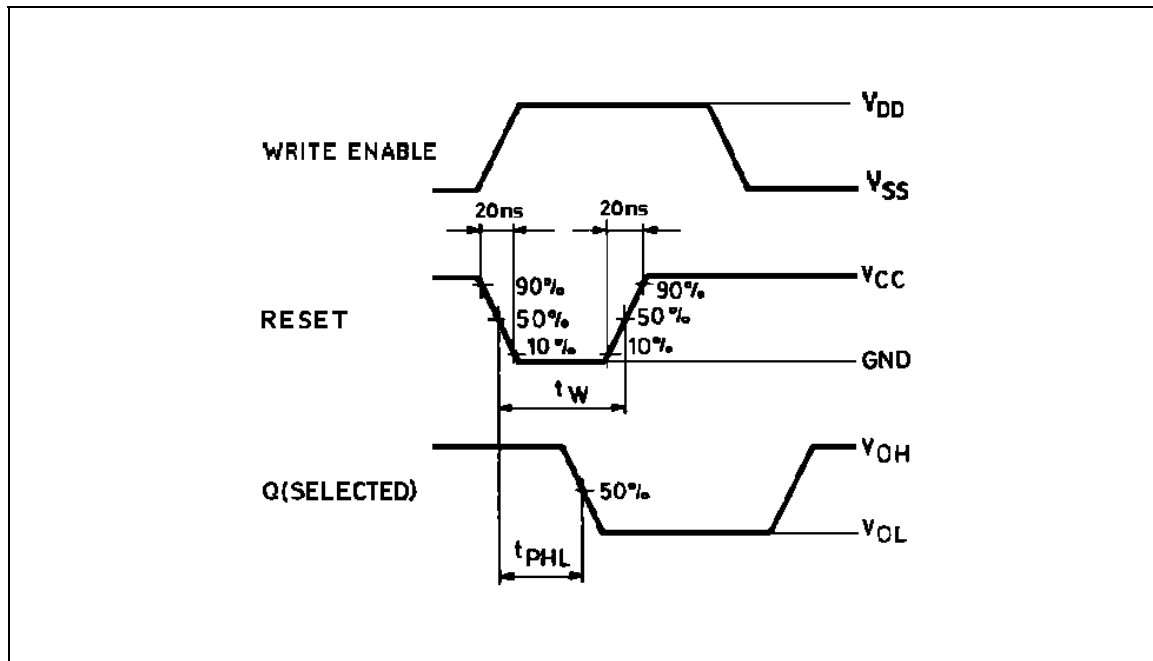 VDD
WRITE ENABLE
VSS
20ns 20ns
VCC
90% 90%
RESET 50% 50%
10% 10%
GND
tW
VOH
Q(SELECTED) 50%
VOL
tPHL